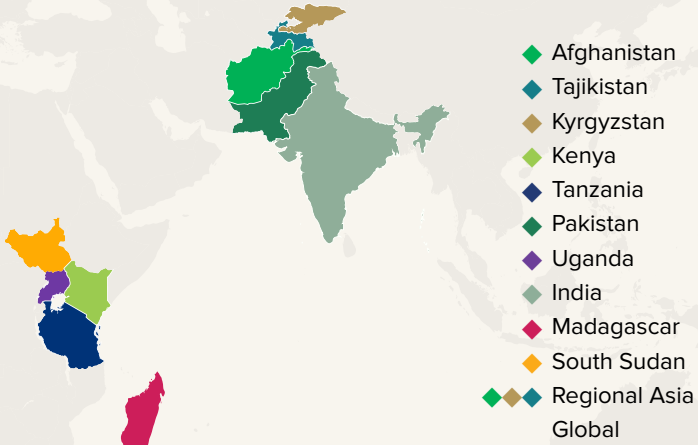 Afghanistan
Tajikistan
Kyrgyzstan
Kenya
Tanzania
Pakistan
Uganda
India
Madagascar
South Sudan
Regional Asia
Global